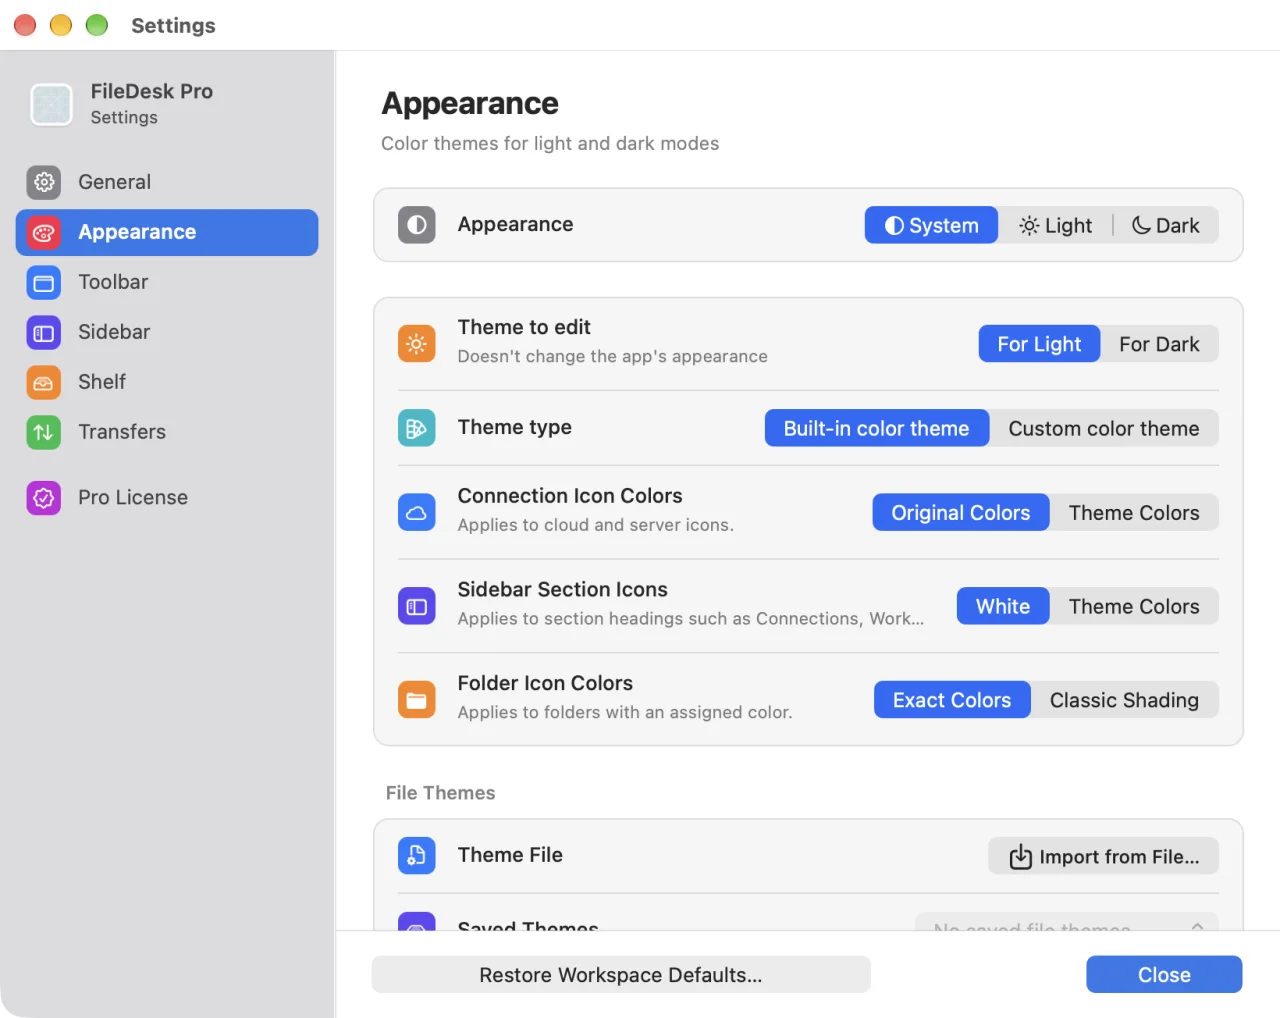 Settings
FileDesk Pro
Settings
General
Appearance
Toolbar
Sidebar
Shelf
Transfers
Pro License
Appearance
Color themes for light and dark modes
Appearance
System
Light
Dark
Theme to edit
Doesn't change the app's appearance
For Light
For Dark
Theme type
Built-in color theme
Custom color theme
Connection Icon Colors
Applies to cloud and server icons.
Original Colors
Theme Colors
Sidebar Section Icons
Applies to section headings such as Connections, Work...
White
Theme Colors
Folder Icon Colors
Applies to folders with an assigned color.
Exact Colors
Classic Shading
File Themes
Theme File
Import from File...
Saved Themes
No saved file themes
Restore Workspace Defaults...
Close